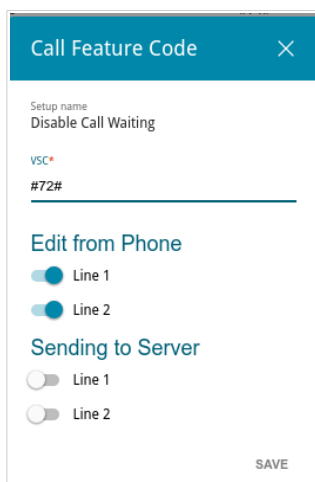 Call Feature Code
Setup name
Disable Call Waiting
VSC*
#72#
Edit from Phone
Line 1
Line 2
Sending to Server
Line 1
Line 2
SAVE